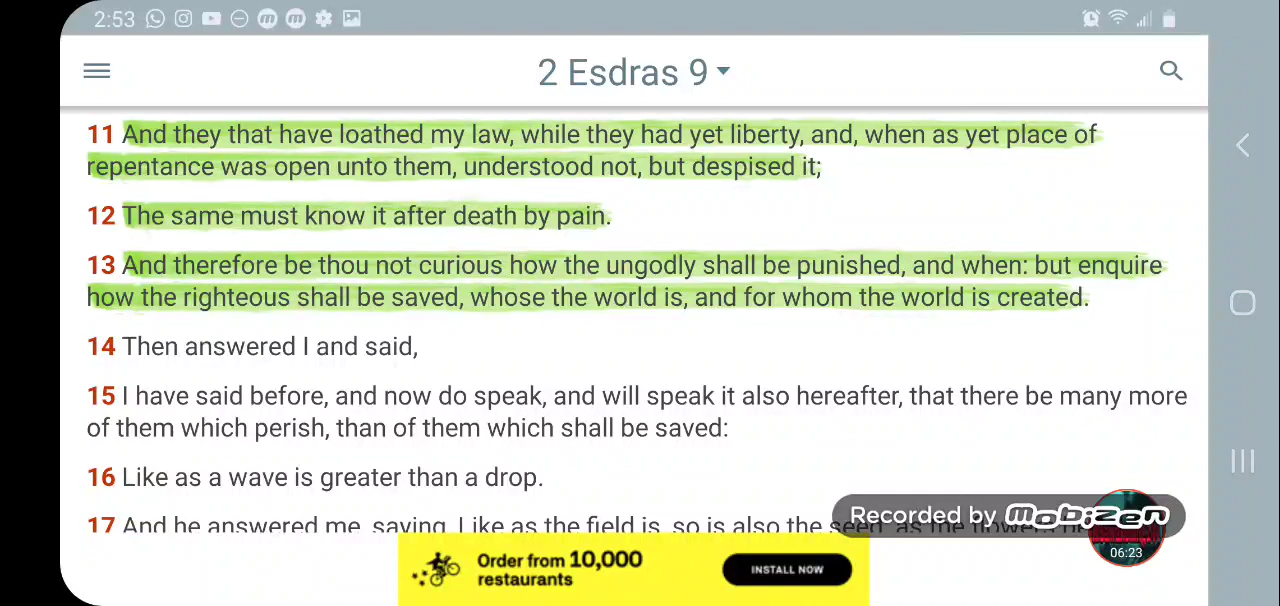 2:53
2 Esdras 9
11 And they that have loathed my law, while they had yet liberty, and, when as yet place of
repentance was open unto them, understood not, but despised it;
12 The same must know it after death by pain.
13 And therefore be thou not curious how the ungodly shall be punished, and when: but enquire
how the righteous shall be saved, whose the world is, and for whom the world is created.
14 Then answered I and said,
15 I have said before, and now do speak, and will speak it also hereafter, that there be many more
of them which perish, than of them which shall be saved:
16 Like as a wave is greater than a drop.
17 And he answered me, saying, Like as the field is, so is also the seed; as the flowers
Recorded by mobizen
06:23
Order from 10,000
restaurants
INSTALL NOW